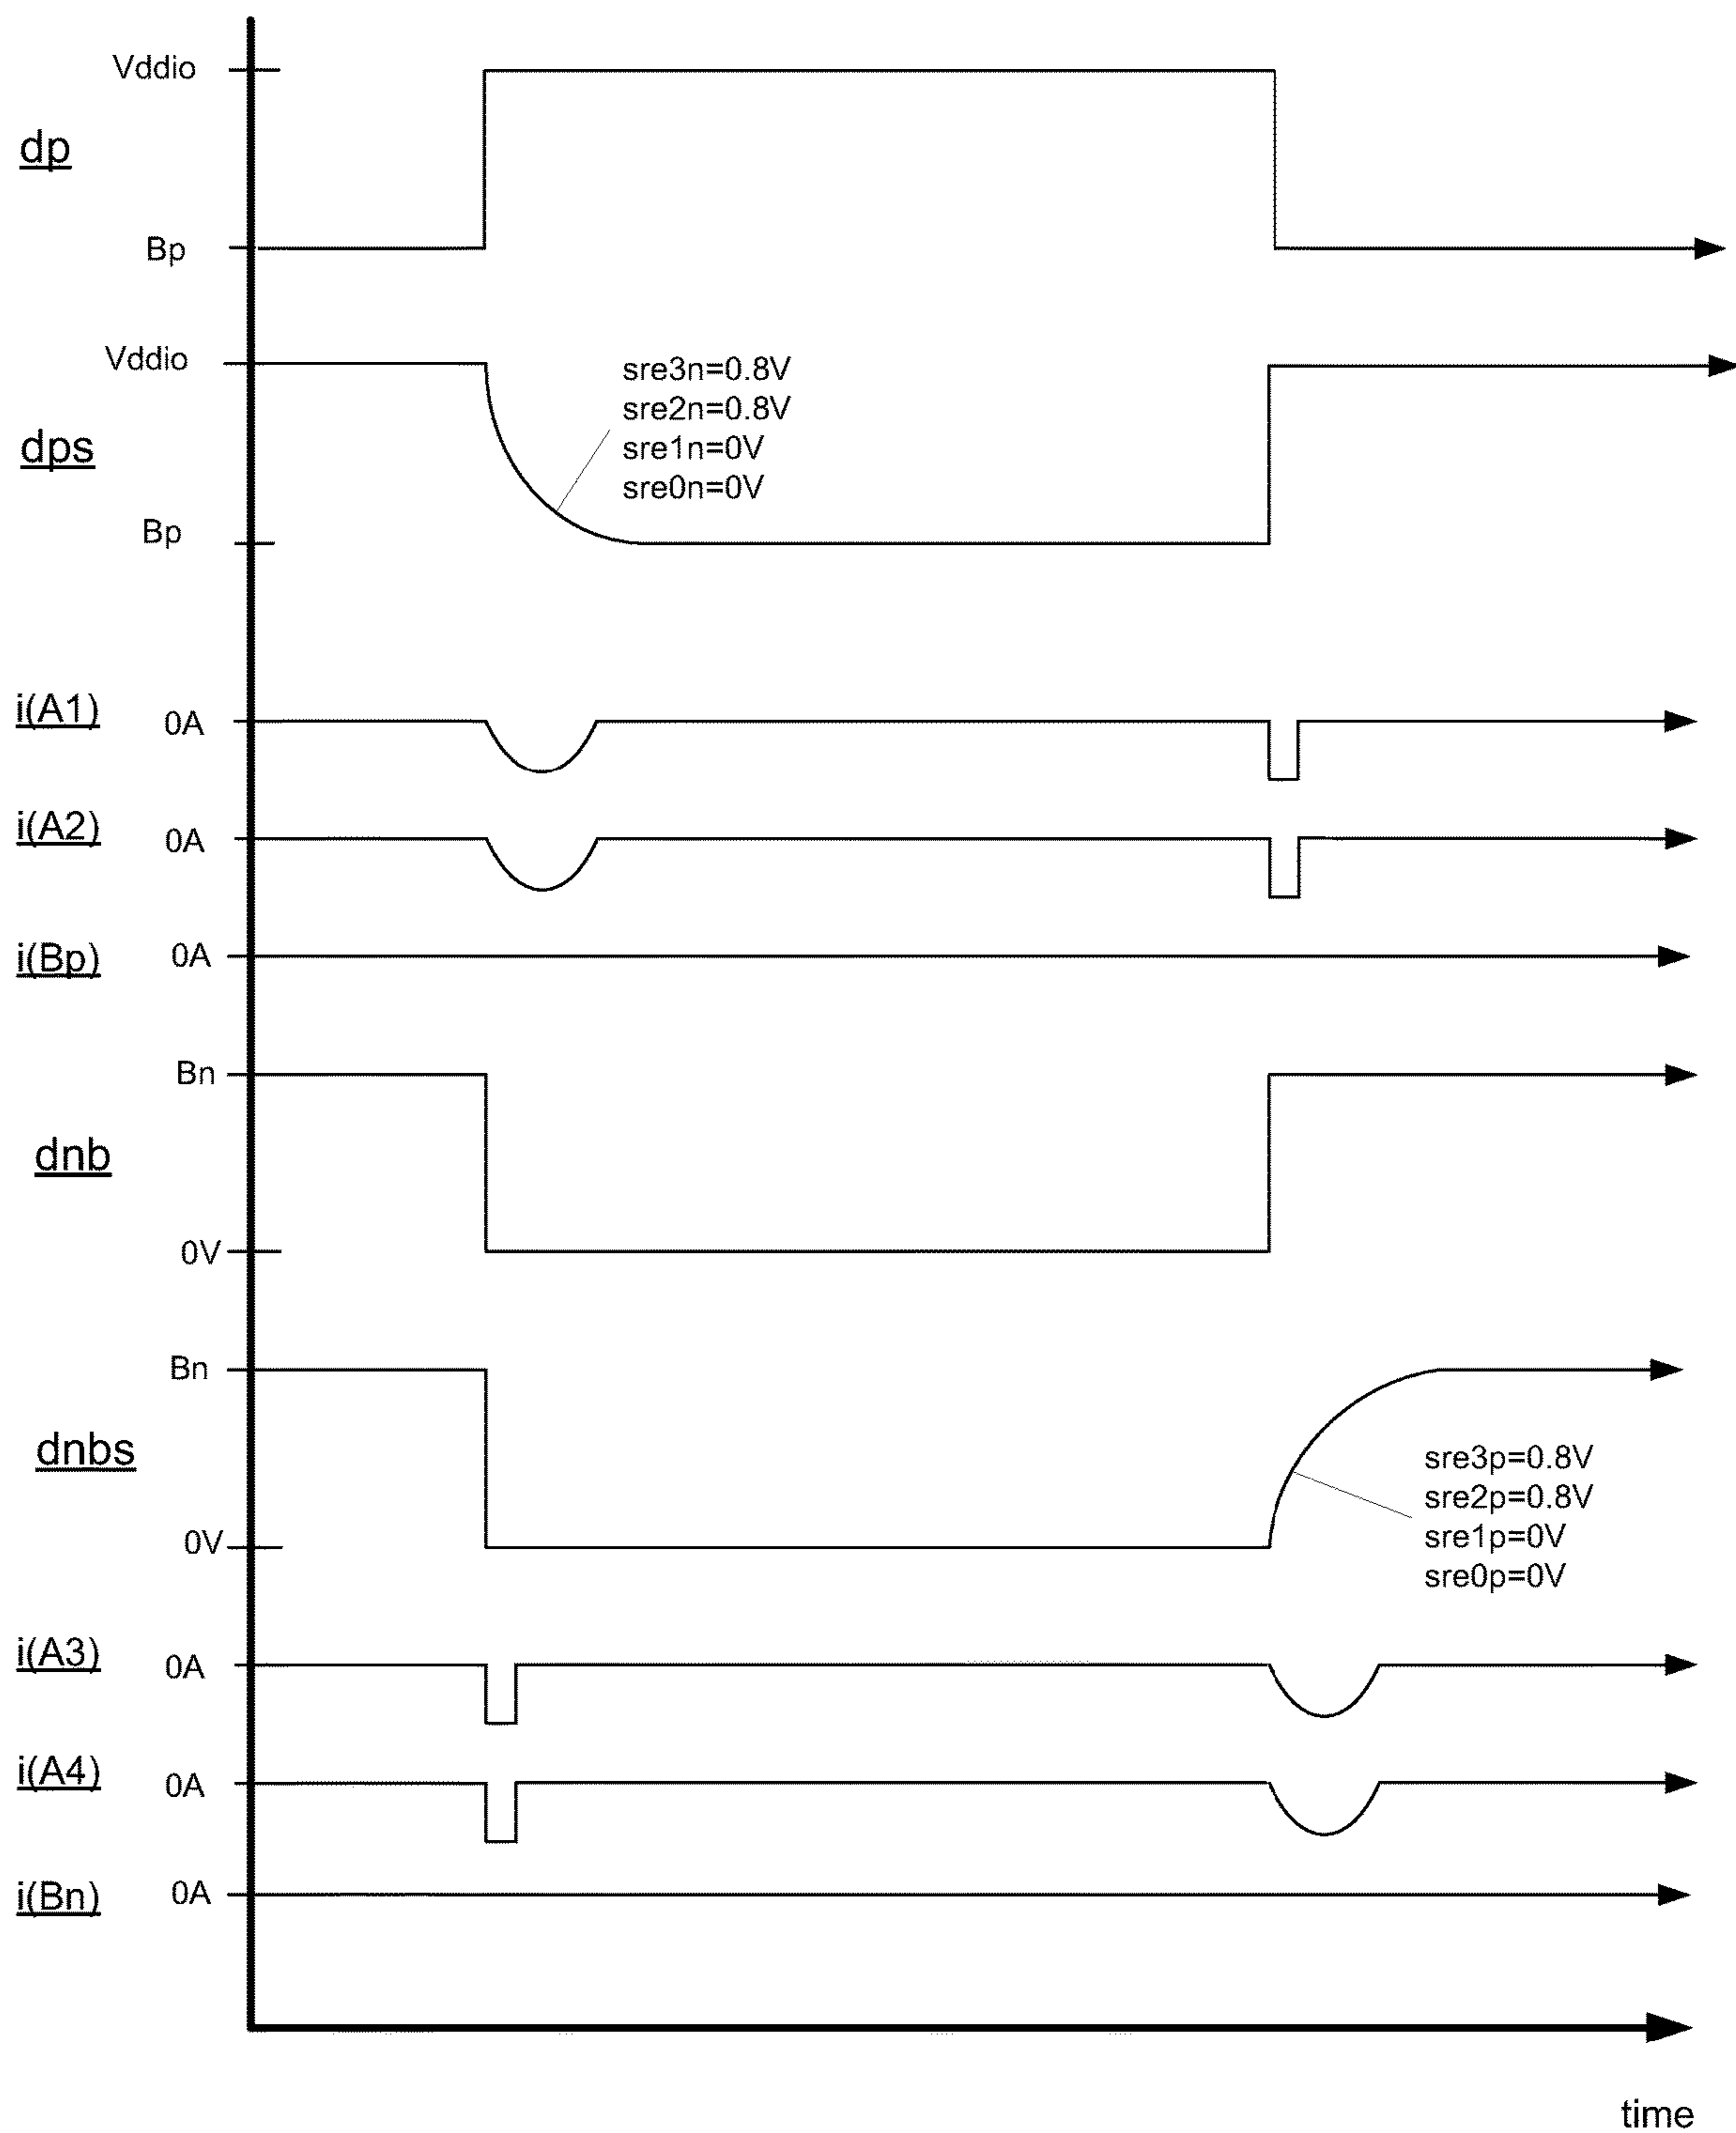 Vddio
dp
Bp
Vddio
dps
Bp
sre3n=0.8V
sre2n=0.8V
sre1n=0V
sre0n=0V
i(A1) 0A
i(A2) 0A
i(Bp) 0A
Bn
dnb
0V
Bn
dnbs
0V
sre3p=0.8V
sre2p=0.8V
sre1p=0V
sre0p=0V
i(A3) 0A
i(A4) 0A
i(Bn) 0A
time